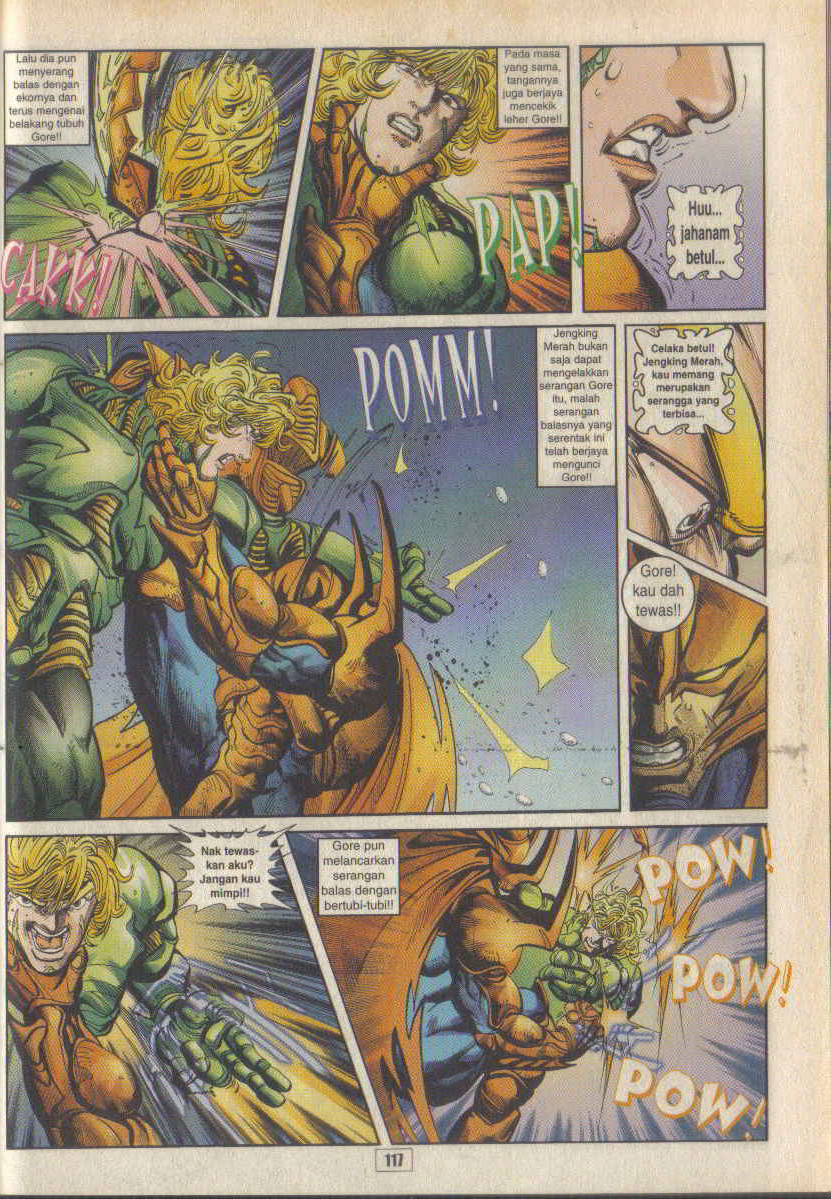 Lalu dia pun
menyerang
balas dengan
ekornya dan
terus mengenai
belakang tubuh
Gore!!
CAKK!
Pada masa
yang sama,
tangannya
juga berjaya
mencekik
leher Gore!!
PAP!
Huu...
jahanam
betul...
POMM!
Jengking
Merah bukan
saja dapat
mengelakkan
serangan Gore
itu, malah
serangan
balasnya yang
serentak ini
telah berjaya
mengunci
Gore!!
Celaka betul!
Jengking Merah,
kau memang
merupakan
serangga yang
terbisa...
Gore!
kau dah
tewas!!
Nak tewas-
kan aku?
Jangan kau
mimpi!!
Gore pun
melancarkan
serangan
balas dengan
bertubi-tubi!!
POW!
POW!
POW!
117